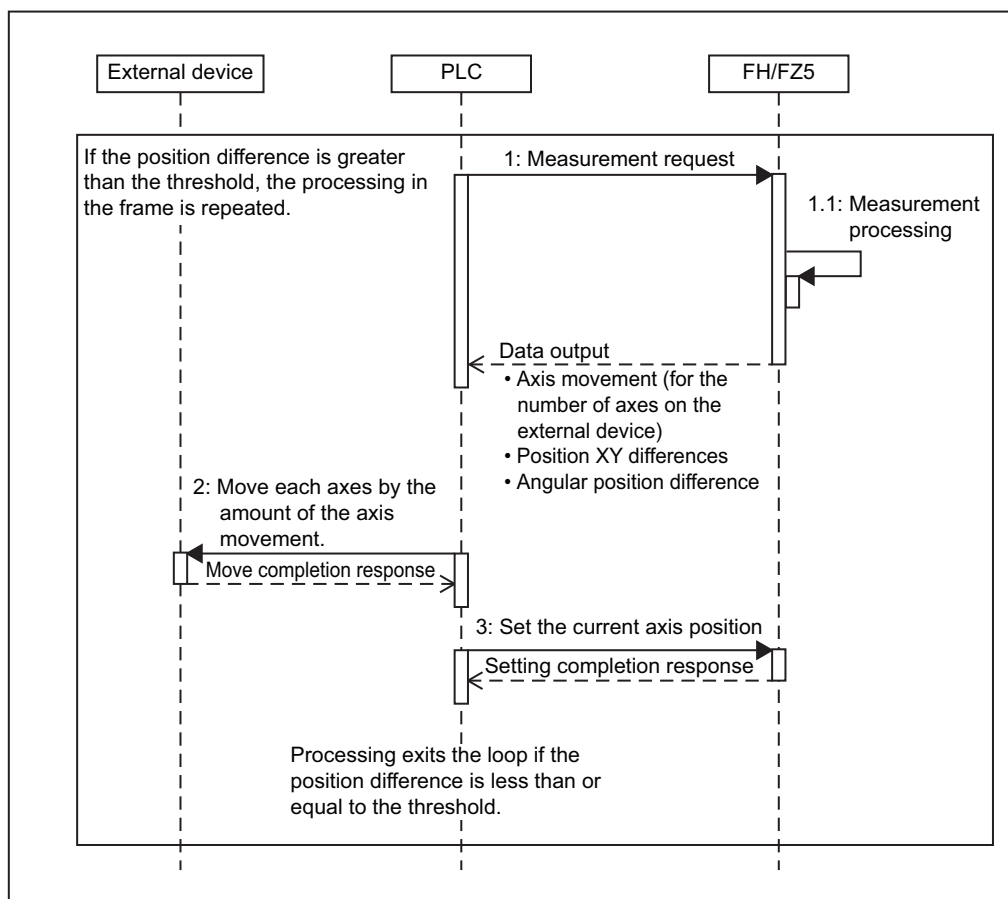 External device
PLC
FH/FZ5
If the position difference is greater
than the threshold, the processing in
the frame is repeated.
1: Measurement request
1.1: Measurement
processing
Data output
• Axis movement (for the
number of axes on the
external device)
• Position XY differences
• Angular position difference
2: Move each axes by the
amount of the axis
movement.
Move completion response
3: Set the current axis position
Setting completion response
Processing exits the loop if the
position difference is less than or
equal to the threshold.